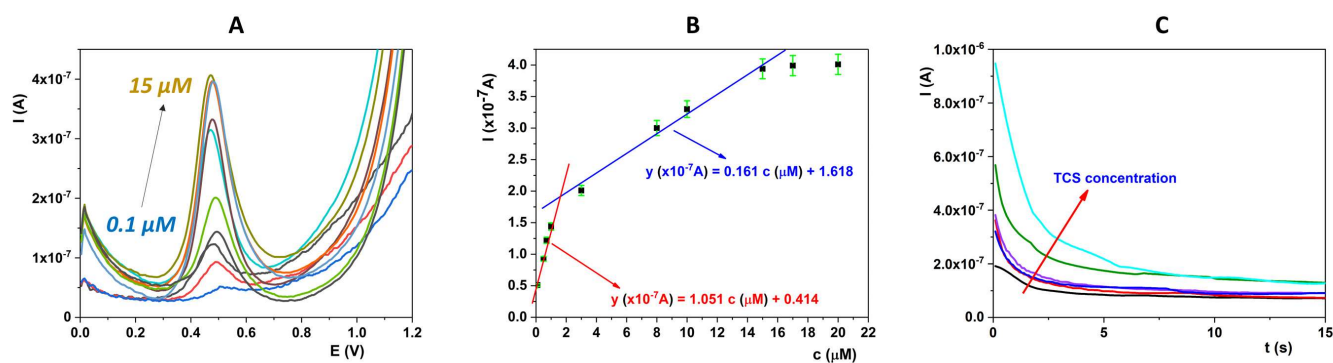 A
I (A)
4x10⁻⁷
3x10⁻⁷
2x10⁻⁷
1x10⁻⁷
0
15 μM
0.1 μM
0.0 0.2 0.4 0.6 0.8 1.0 1.2
E (V)
B
I (x10⁻⁷A)
4.0
3.5
3.0
2.5
2.0
1.5
1.0
0.5
0.0
y (x10⁻⁷A) = 0.161 c (μM) + 1.618
y (x10⁻⁷A) = 1.051 c (μM) + 0.414
0 2 4 6 8 10 12 14 16 18 20 22
c (μM)
C
I (A)
1.0x10⁻⁶
8.0x10⁻⁷
6.0x10⁻⁷
4.0x10⁻⁷
2.0x10⁻⁷
0.0
TCS concentration
0 5 10 15
t (s)